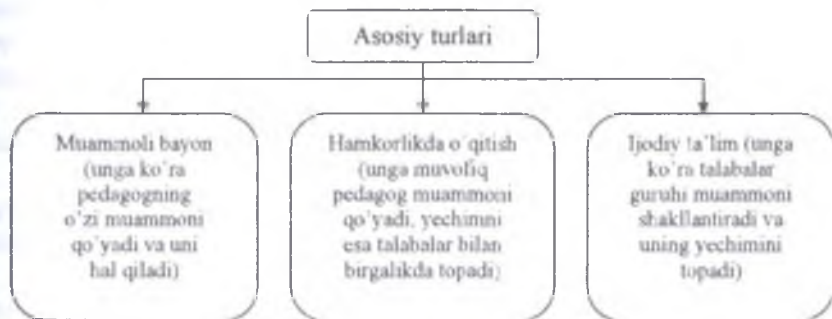 Asosiy turlari
Muammoli bayon
(unga ko`ra
pedagogning
o`zi muammoni
qo`yadi va uni
hal qiladi)
Hamkorlikda o`qitish
(unga muvofiq
pedagog muammoni
qo`yadi, yechimni
esa talabalar bilan
birgalikda topadi)
Ijodiy ta`lim (unga
ko`ra talabalar
guruhi muammoni
shakllantiradi va
uning yechimini
topadi)